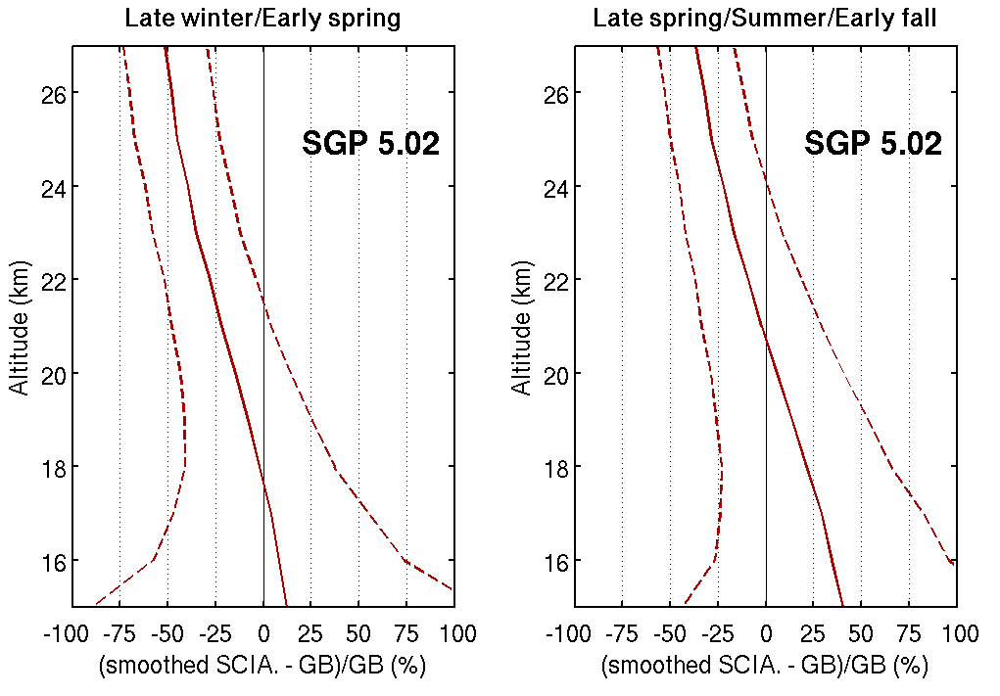 Late winter/Early spring
Late spring/Summer/Early fall
SGP 5.02
SGP 5.02
Altitude (km)
26
24
22
20
18
16
-100 -75 -50 -25 0 25 50 75 100
(smoothed SCIA. - GB)/GB (%)
Altitude (km)
26
24
22
20
18
16
-100 -75 -50 -25 0 25 50 75 100
(smoothed SCIA. - GB)/GB (%)